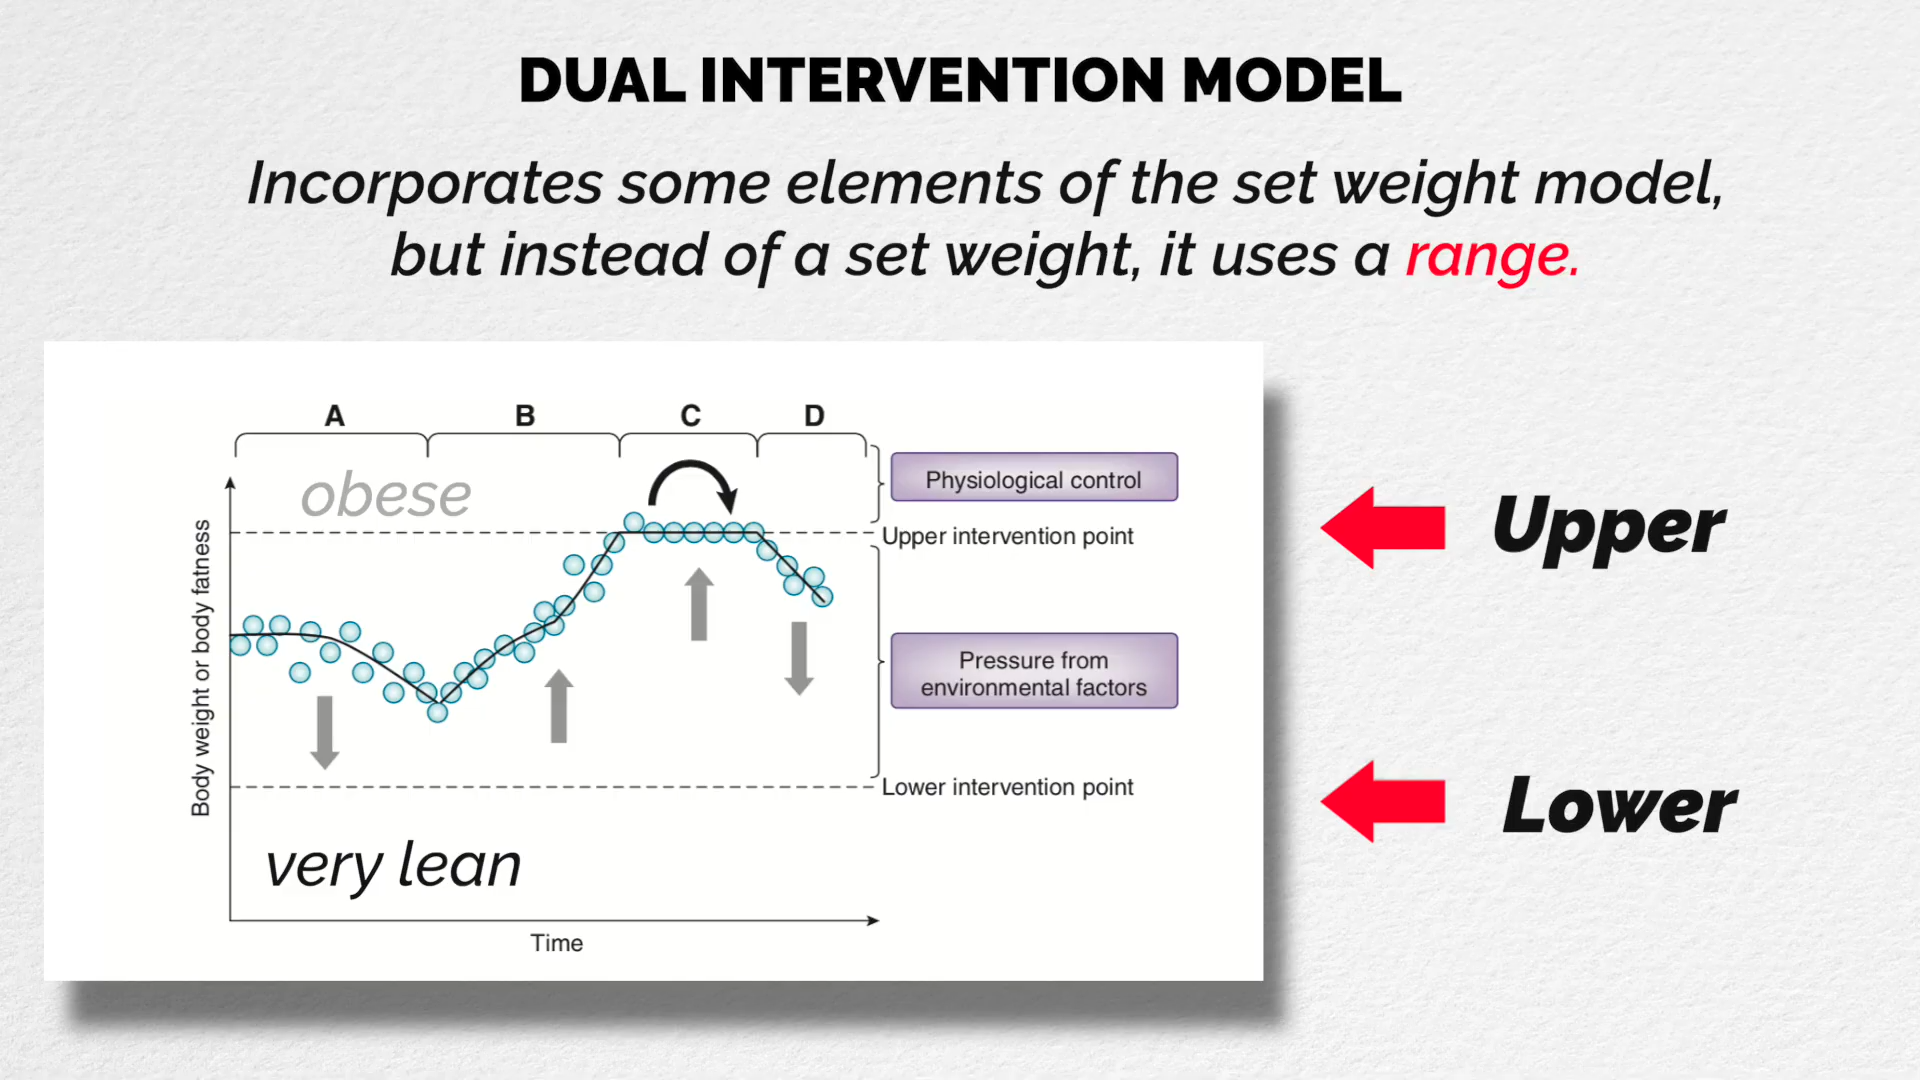 DUAL INTERVENTION MODEL
Incorporates some elements of the set weight model,
but instead of a set weight, it uses a range.
A B C D
obese
Physiological control
Upper intervention point
Upper
Body weight or body fatness
Pressure from
environmental factors
Lower intervention point
Lower
very lean
Time